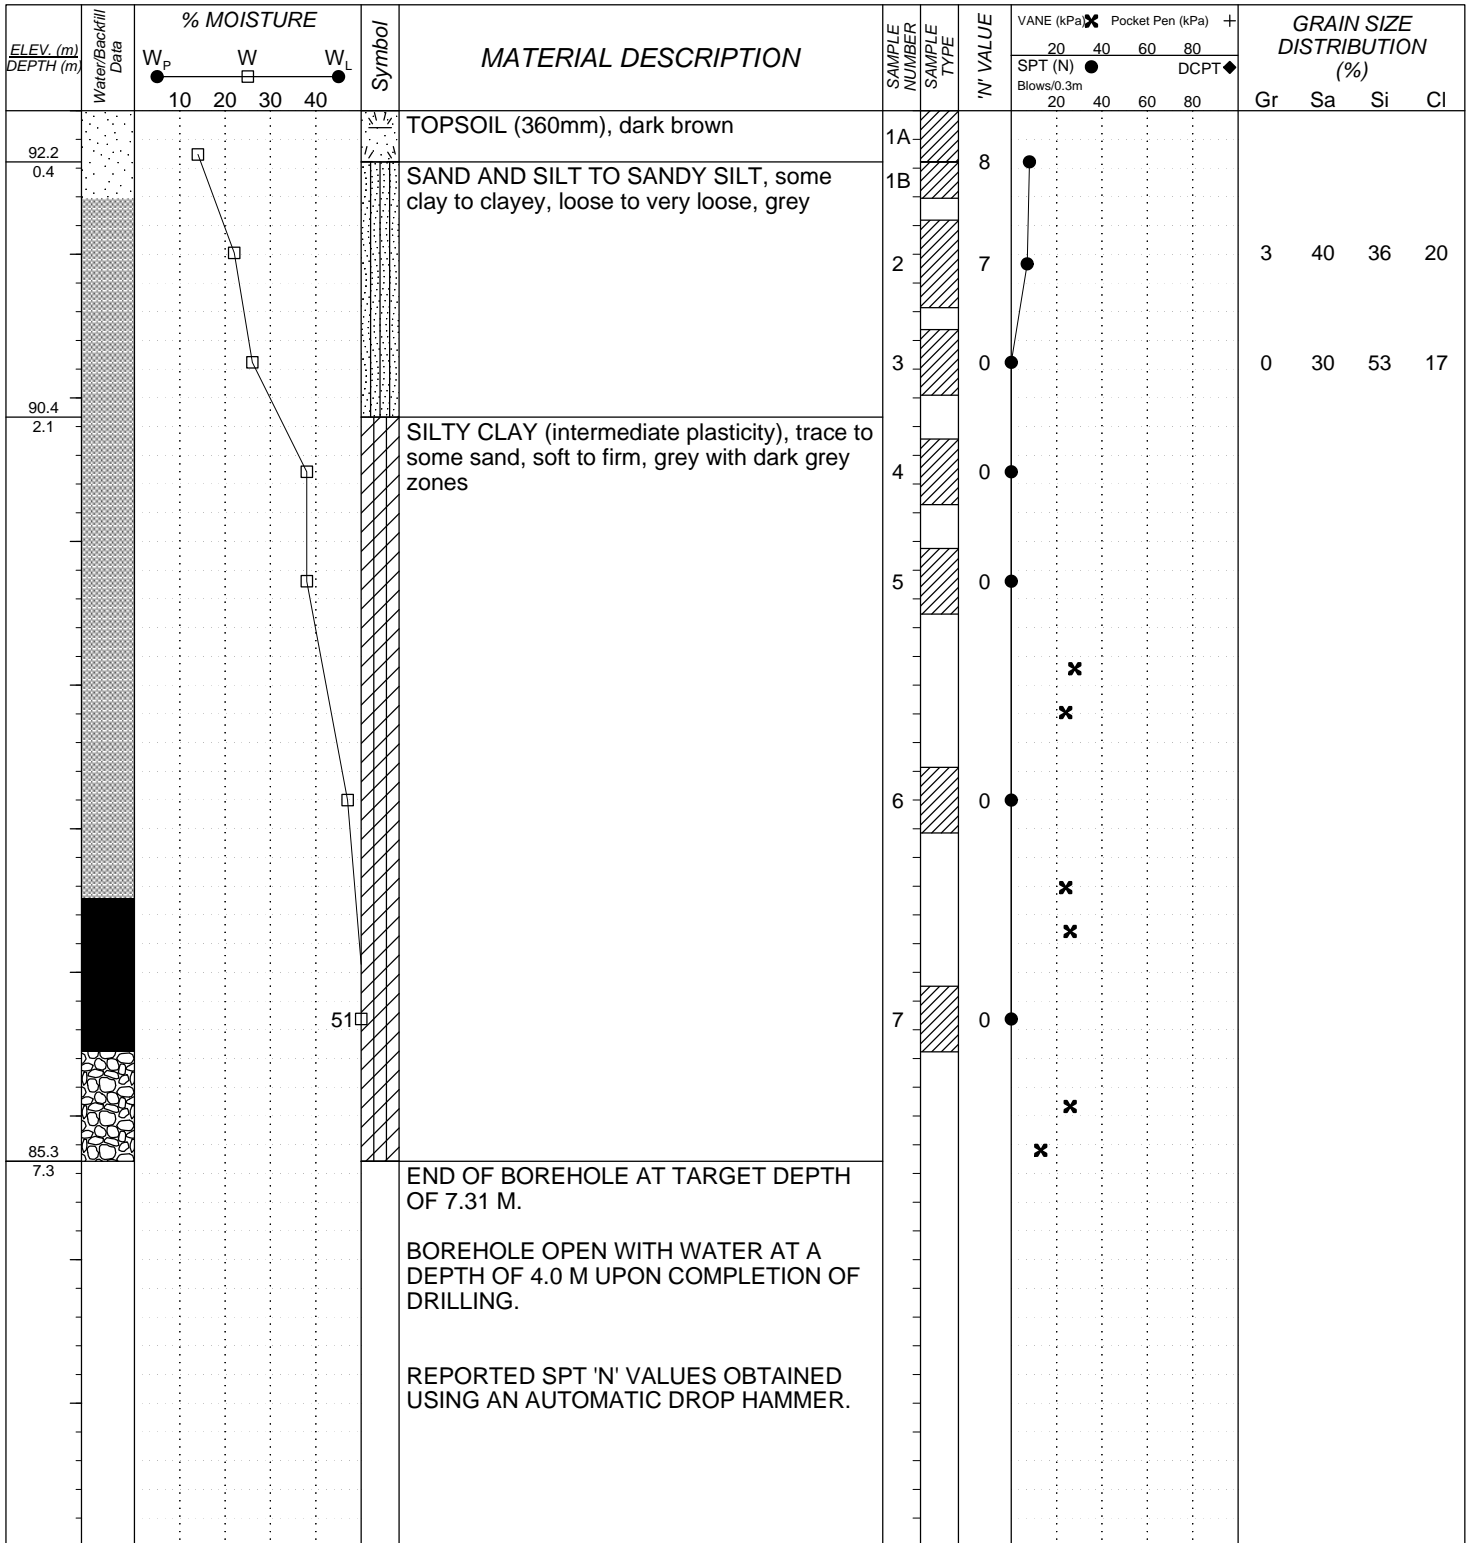 ELEV. (m)
DEPTH (m)
Water/Backfill
Data
% MOISTURE
WP W WL
10 20 30 40
Symbol
MATERIAL DESCRIPTION
SAMPLE
NUMBER
SAMPLE
TYPE
'N' VALUE
VANE (kPa) Pocket Pen (kPa)
20 40 60 80
SPT (N) DCPT
Blows/0.3m
20 40 60 80
GRAIN SIZE
DISTRIBUTION
(%)
Gr Sa Si Cl
TOPSOIL (360mm), dark brown
1A
92.2
0.4
8
SAND AND SILT TO SANDY SILT, some
clay to clayey, loose to very loose, grey
1B
2 7 3 40 36 20
3 0 0 30 53 17
90.4
2.1
SILTY CLAY (intermediate plasticity), trace to
some sand, soft to firm, grey with dark grey
zones
4 0
5 0
6 0
51 7 0
85.3
7.3
END OF BOREHOLE AT TARGET DEPTH
OF 7.31 M.
BOREHOLE OPEN WITH WATER AT A
DEPTH OF 4.0 M UPON COMPLETION OF
DRILLING.
REPORTED SPT 'N' VALUES OBTAINED
USING AN AUTOMATIC DROP HAMMER.